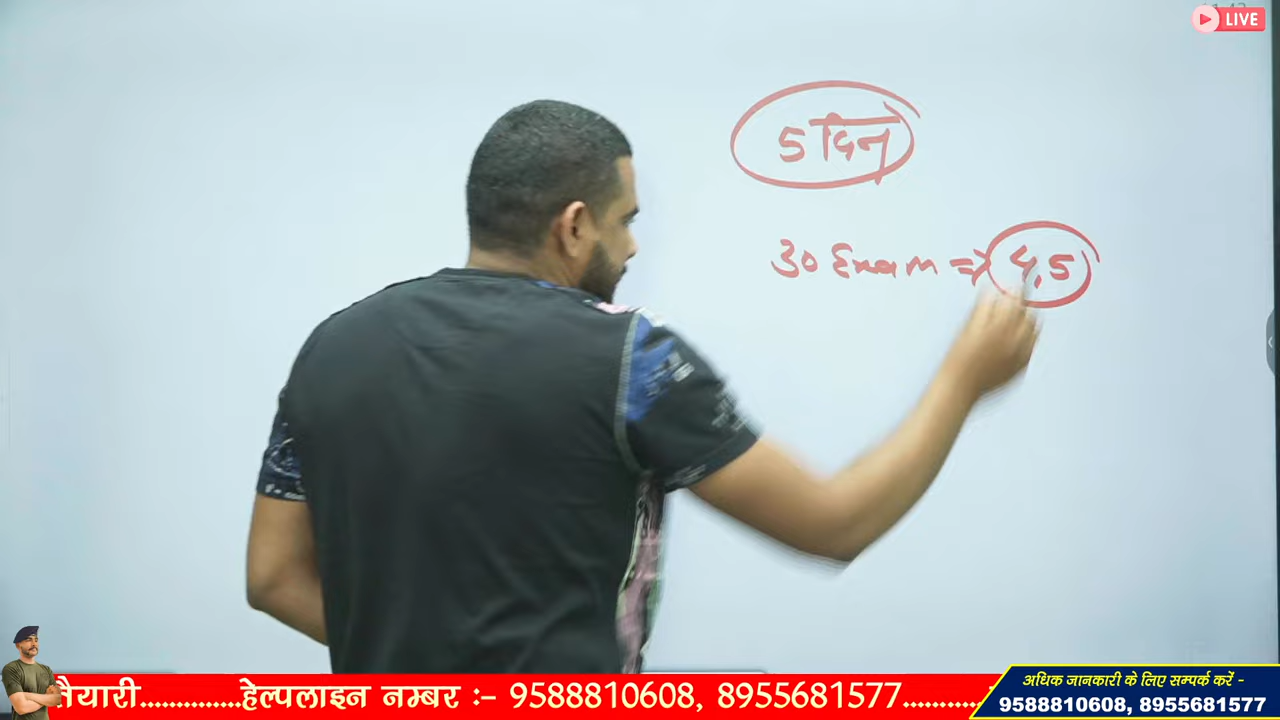 LIVE
5 दिन
30 Exam => 4,5
तैयारी..............हेल्पलाइन नम्बर :- 9588810608, 8955681577...........
अधिक जानकारी के लिए सम्पर्क करें -
9588810608, 8955681577